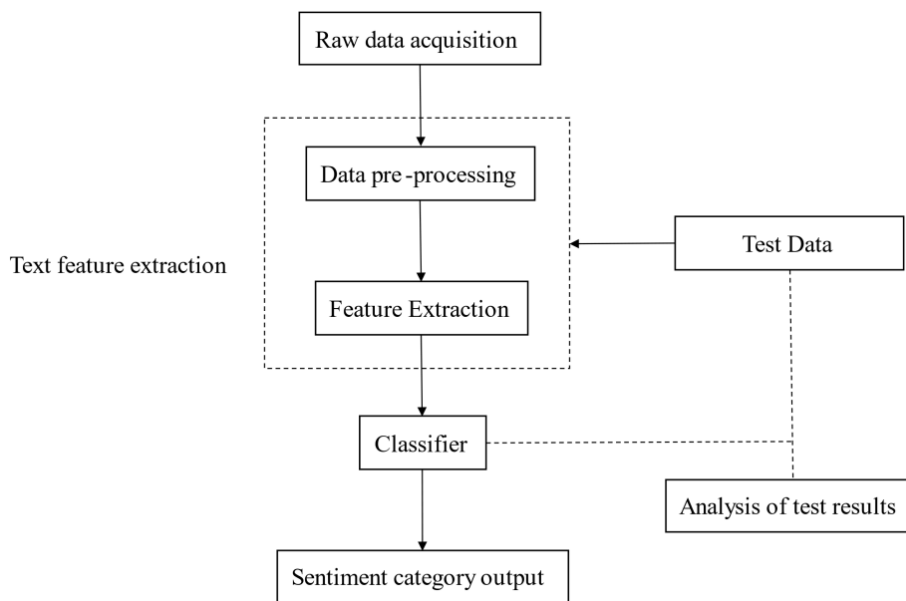 Raw data acquisition
Data pre-processing
Test Data
Text feature extraction
Feature Extraction
Classifier
Analysis of test results
Sentiment category output